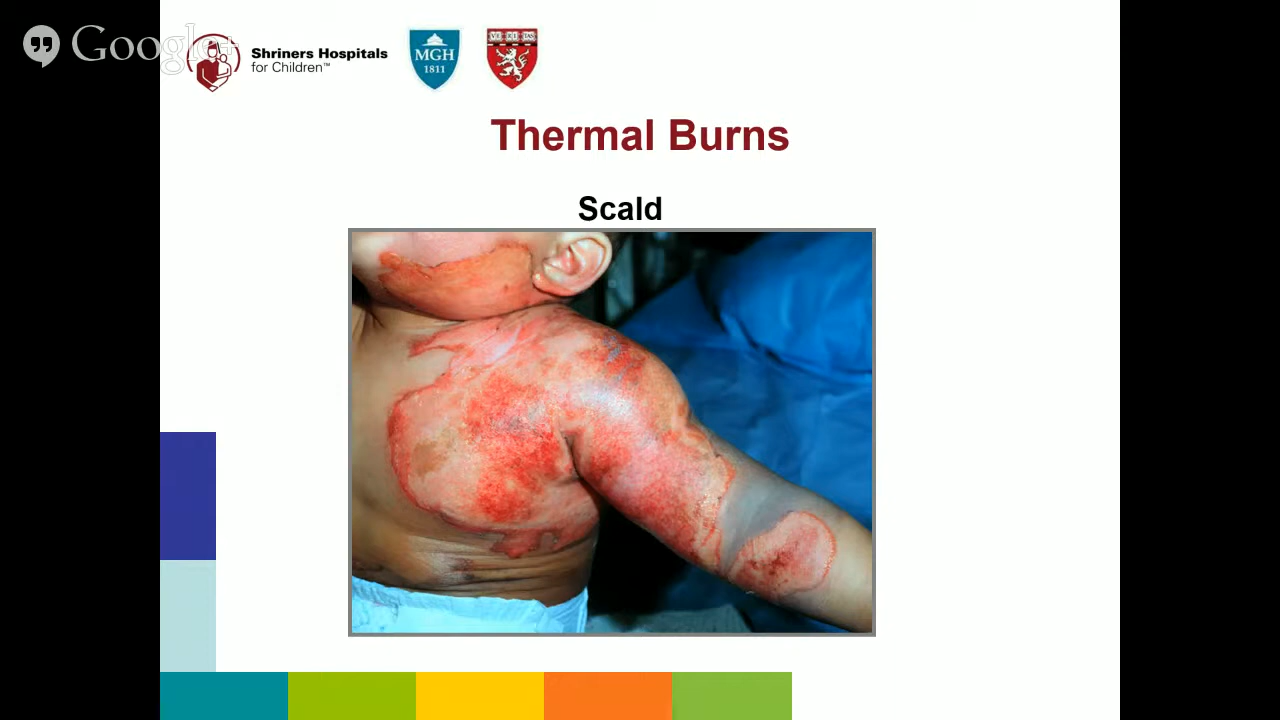 Google+
Shriners Hospitals
for Children™
MGH
1811
VE RI TAS
Thermal Burns
Scald